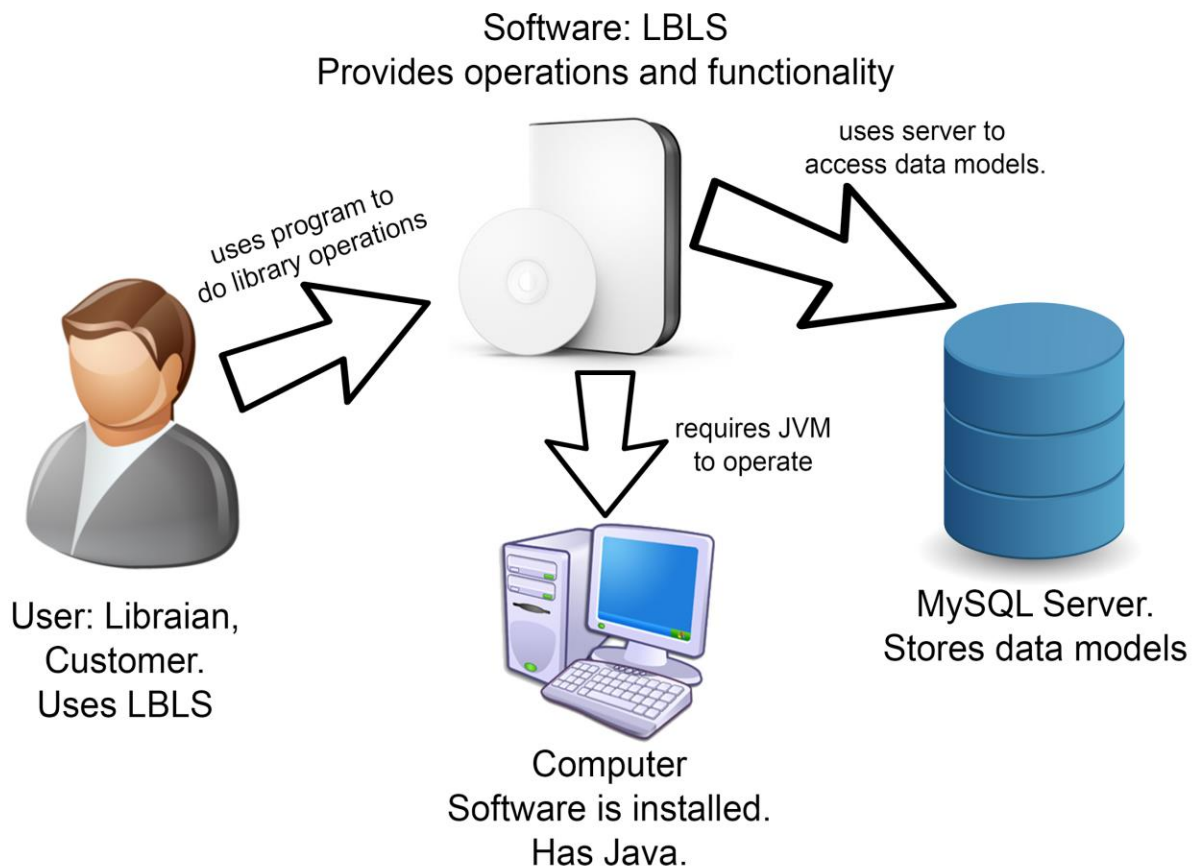 Software: LBLS
Provides operations and functionality
uses server to
access data models.
uses program to
do library operations
requires JVM
to operate
User: Libraian,
Customer.
Uses LBLS
MySQL Server.
Stores data models
Computer
Software is installed.
Has Java.